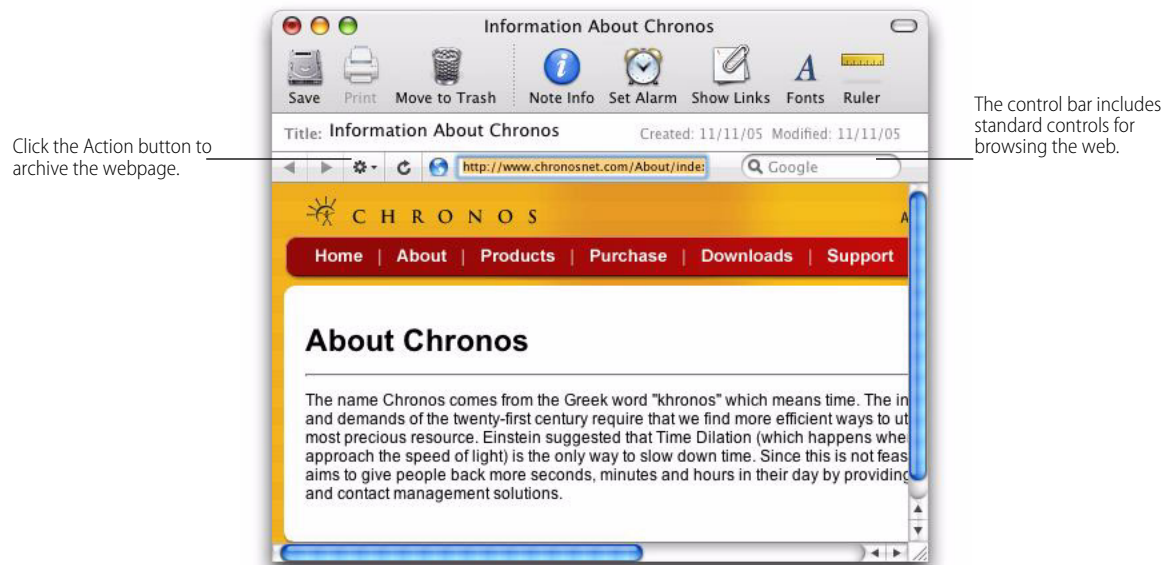 Information About Chronos
Save Print Move to Trash Note Info Set Alarm Show Links Fonts Ruler
Title: Information About Chronos Created: 11/11/05 Modified: 11/11/05
Click the Action button to
archive the webpage.
The control bar includes
standard controls for
browsing the web.
http://www.chronosnet.com/About/inde Google
CHRONOS A
Home | About | Products | Purchase | Downloads | Support
About Chronos
The name Chronos comes from the Greek word "khronos" which means time. The in
and demands of the twenty-first century require that we find more efficient ways to ut
most precious resource. Einstein suggested that Time Dilation (which happens whe
approach the speed of light) is the only way to slow down time. Since this is not feas
aims to give people back more seconds, minutes and hours in their day by providing
and contact management solutions.